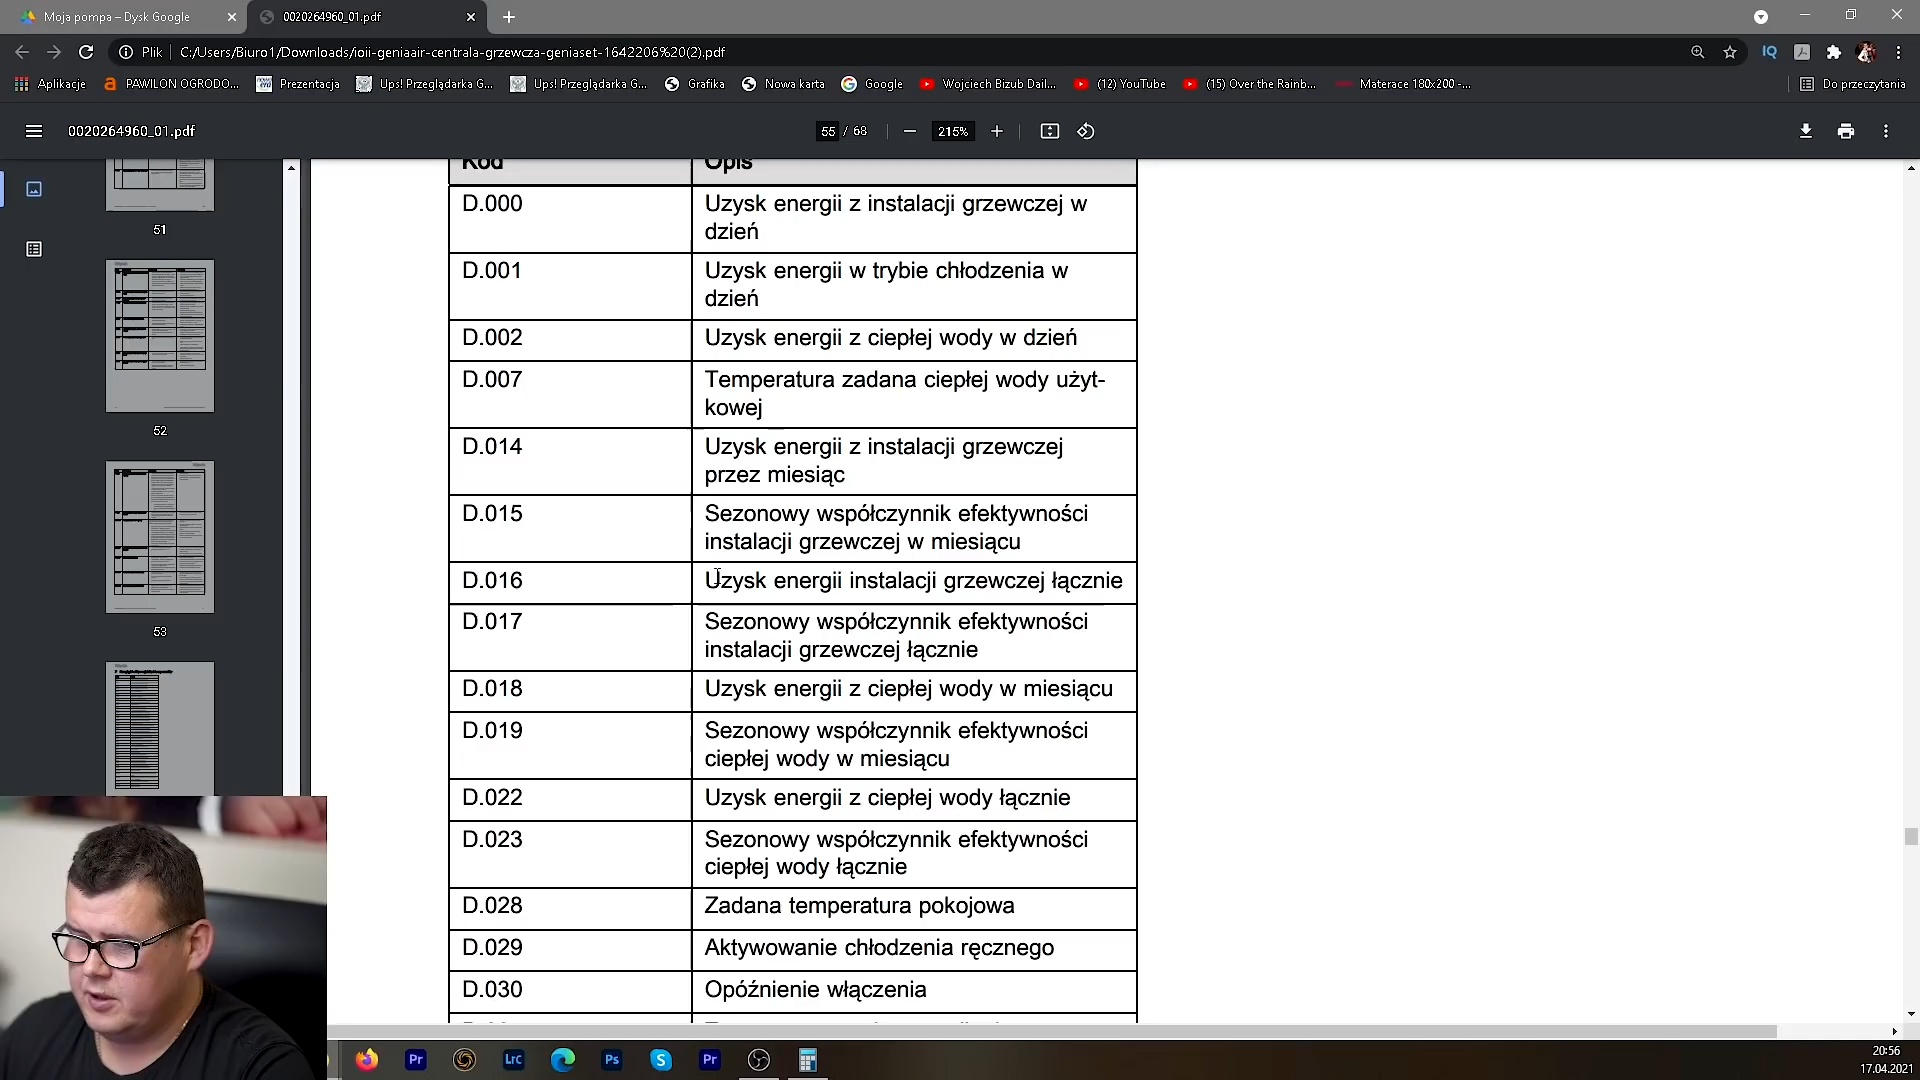 Moja pompa – Dysk Google
0020264960_01.pdf
Plik
C:/Users/Biuro1/Downloads/ioii-geniaair-centrala-grzewcza-geniaset-1642206%20(2).pdf
Aplikacje
PAWILON OGRODO...
Prezentacja
Ups! Przeglądarka G...
Ups! Przeglądarka G...
Grafika
Nowa karta
Google
Wojciech Bizub Dail...
(12) YouTube
(15) Over the Rainb...
Materace 180x200 -...
Do przeczytania
0020264960_01.pdf
55 / 68
215%
Kod Opis
D.000 Uzysk energii z instalacji grzewczej w
dzień
D.001 Uzysk energii w trybie chłodzenia w
dzień
D.002 Uzysk energii z ciepłej wody w dzień
D.007 Temperatura zadana ciepłej wody użyt-
kowej
D.014 Uzysk energii z instalacji grzewczej
przez miesiąc
D.015 Sezonowy współczynnik efektywności
instalacji grzewczej w miesiącu
D.016 Uzysk energii instalacji grzewczej łącznie
D.017 Sezonowy współczynnik efektywności
instalacji grzewczej łącznie
D.018 Uzysk energii z ciepłej wody w miesiącu
D.019 Sezonowy współczynnik efektywności
ciepłej wody w miesiącu
D.022 Uzysk energii z ciepłej wody łącznie
D.023 Sezonowy współczynnik efektywności
ciepłej wody łącznie
D.028 Zadana temperatura pokojowa
D.029 Aktywowanie chłodzenia ręcznego
D.030 Opóźnienie włączenia
51
52
53
Pr
LrC
Ps
Pr
20:56
17.04.2021